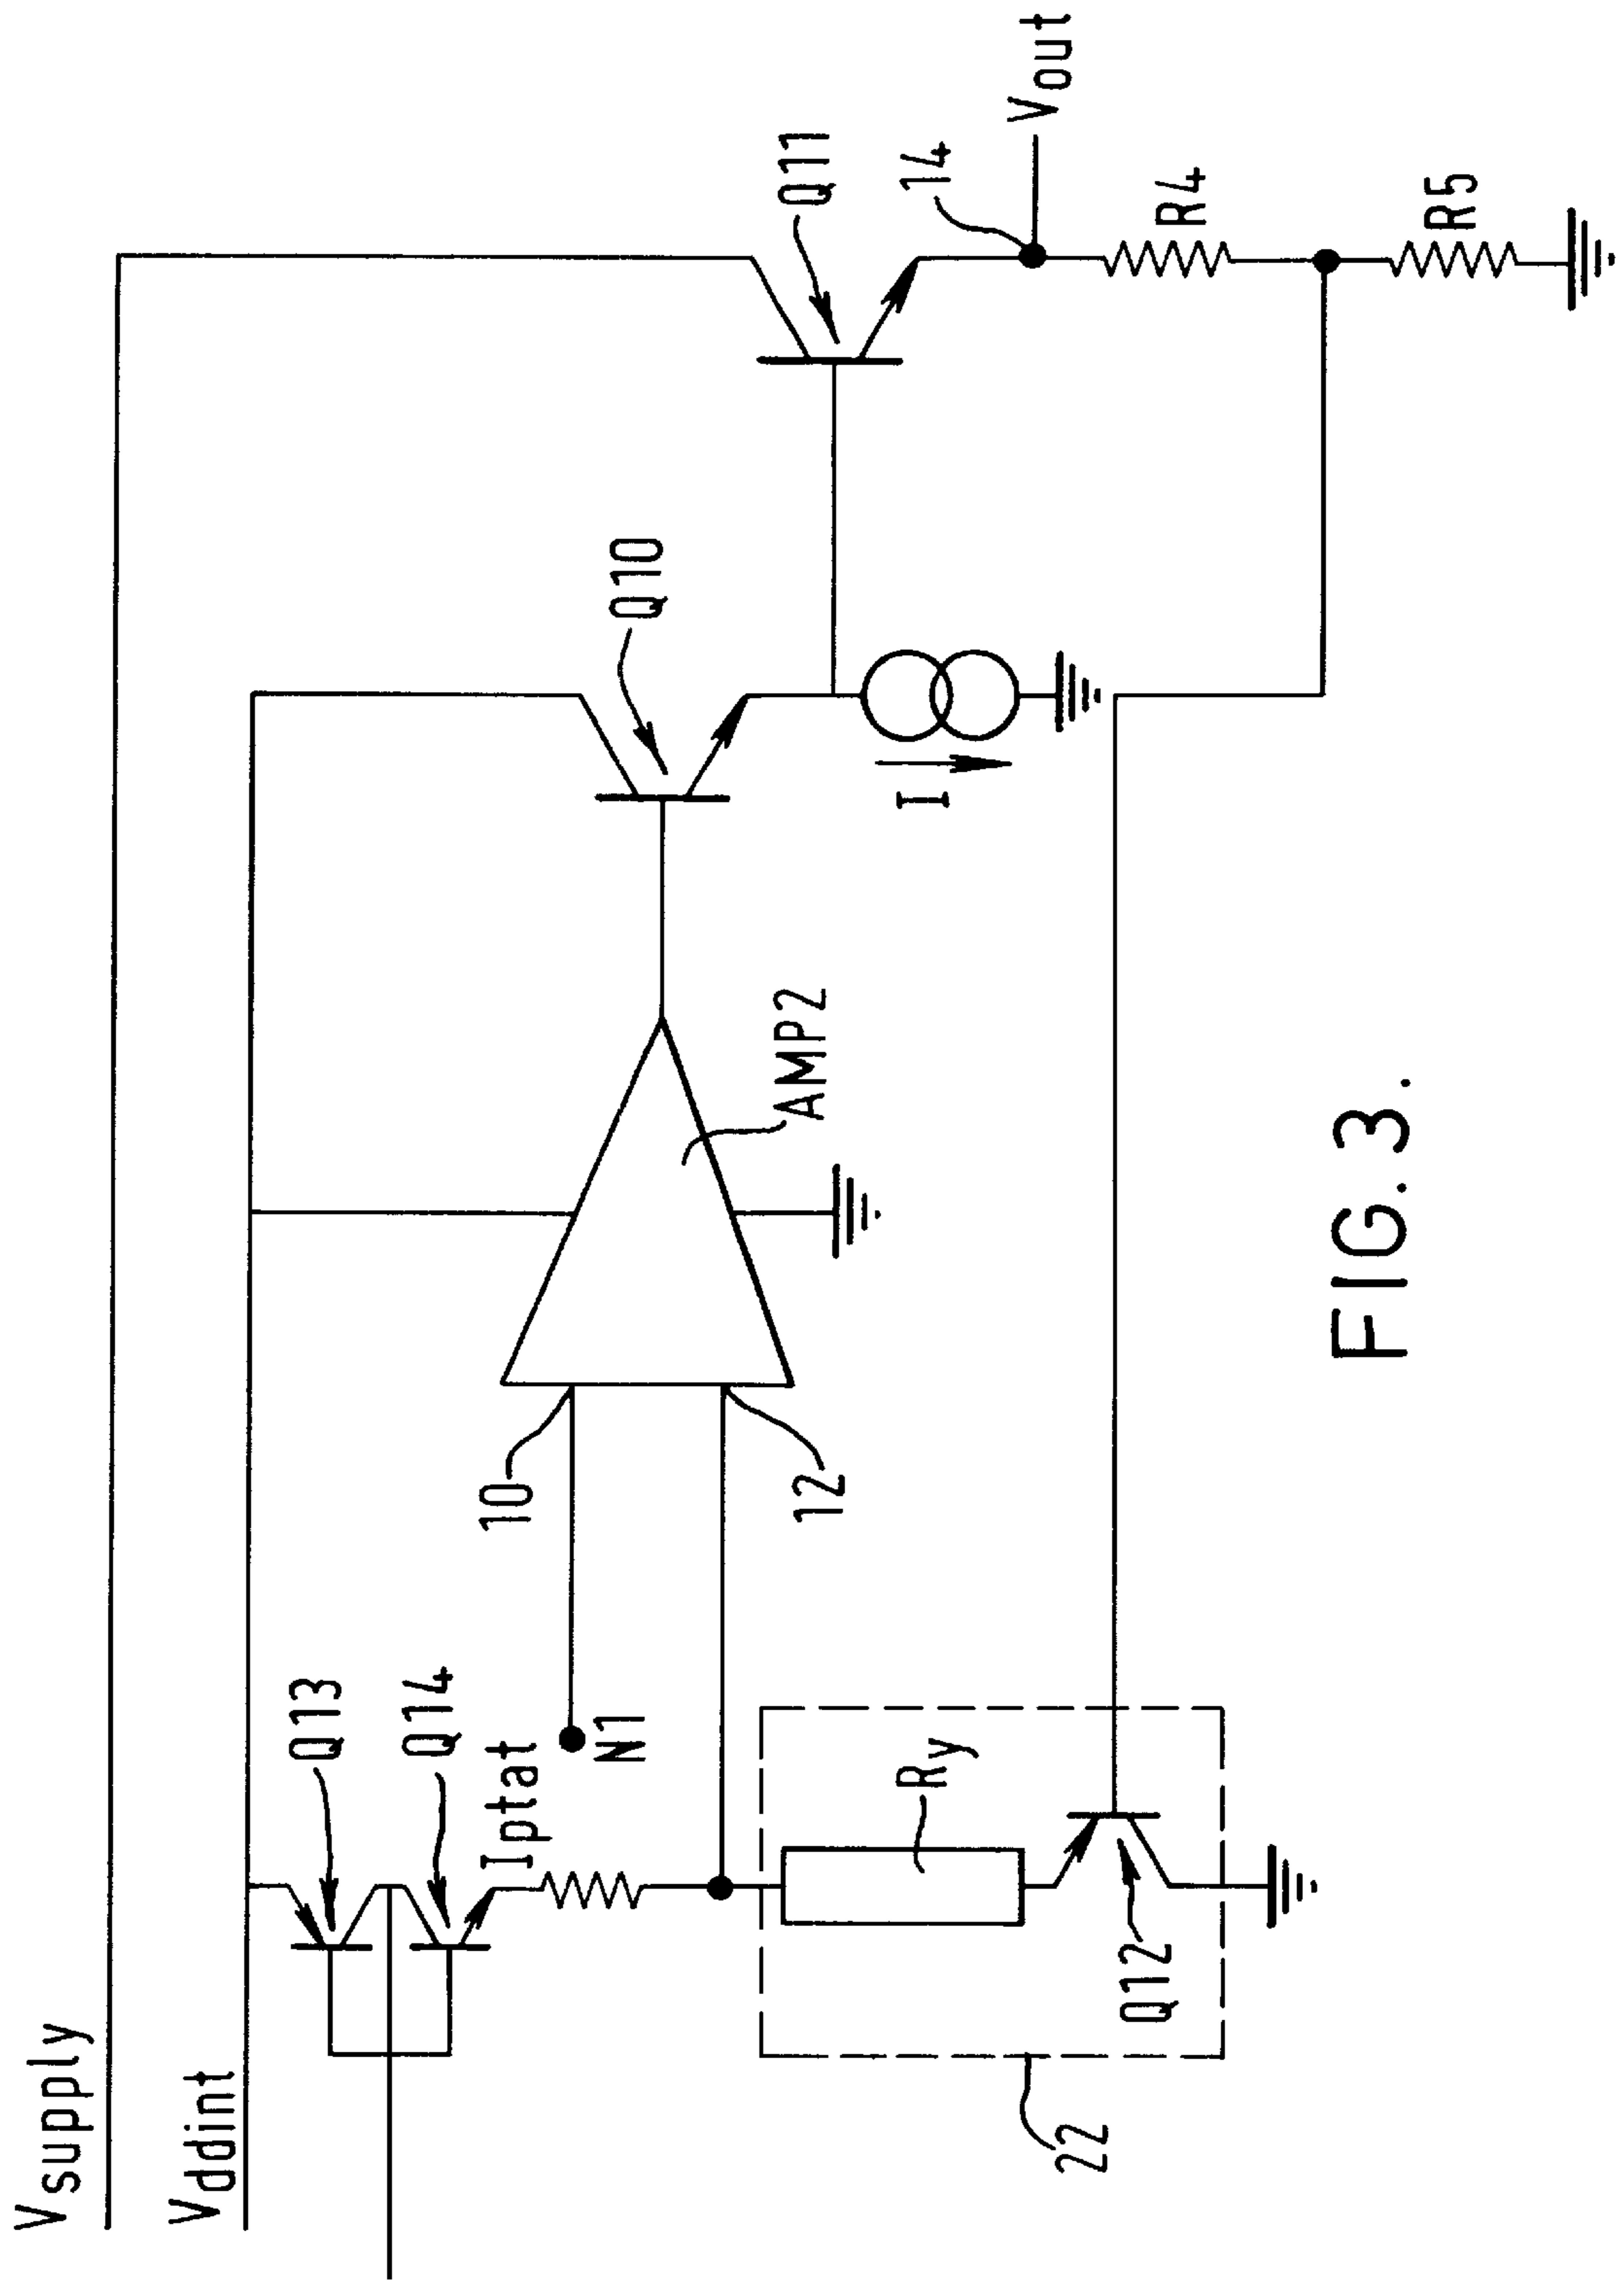 Vsupply
Vddint
Q13
Q14
Iptat
N1
10
12
AMP2
Q10
I
Q11
14
Vout
R4
R5
Ry
Q12
22
FIG. 3.